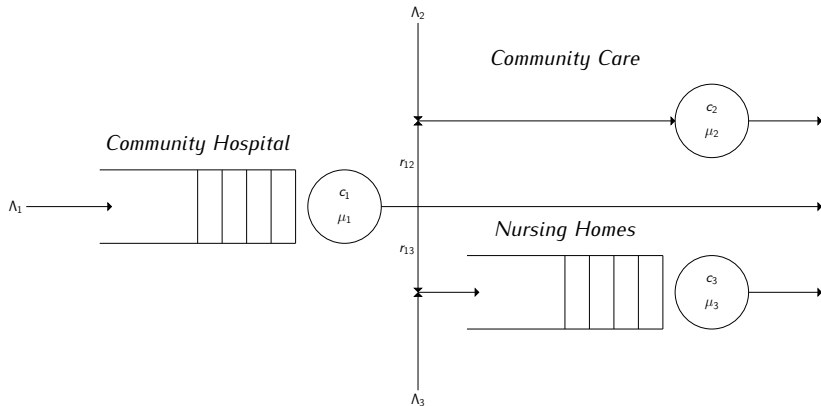 Λ₂
Community Care
c₂
μ₂
Community Hospital
r₁₂
Λ₁
c₁
μ₁
Nursing Homes
r₁₃
c₃
μ₃
Λ₃